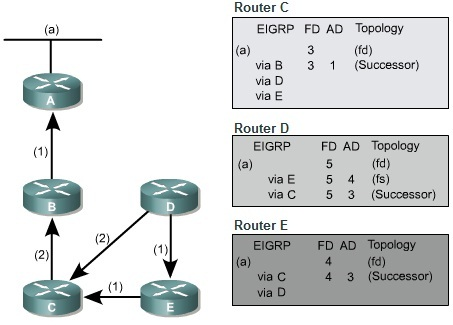 (a)
A
(1)
B
D
(2)
(2)
(1)
(1)
C
E
Router C
EIGRP FD AD Topology
(a) 3 (fd)
via B 3 1 (Successor)
via D
via E
Router D
EIGRP FD AD Topology
(a) 5 (fd)
via E 5 4 (fs)
via C 5 3 (Successor)
Router E
EIGRP FD AD Topology
(a) 4 (fd)
via C 4 3 (Successor)
via D